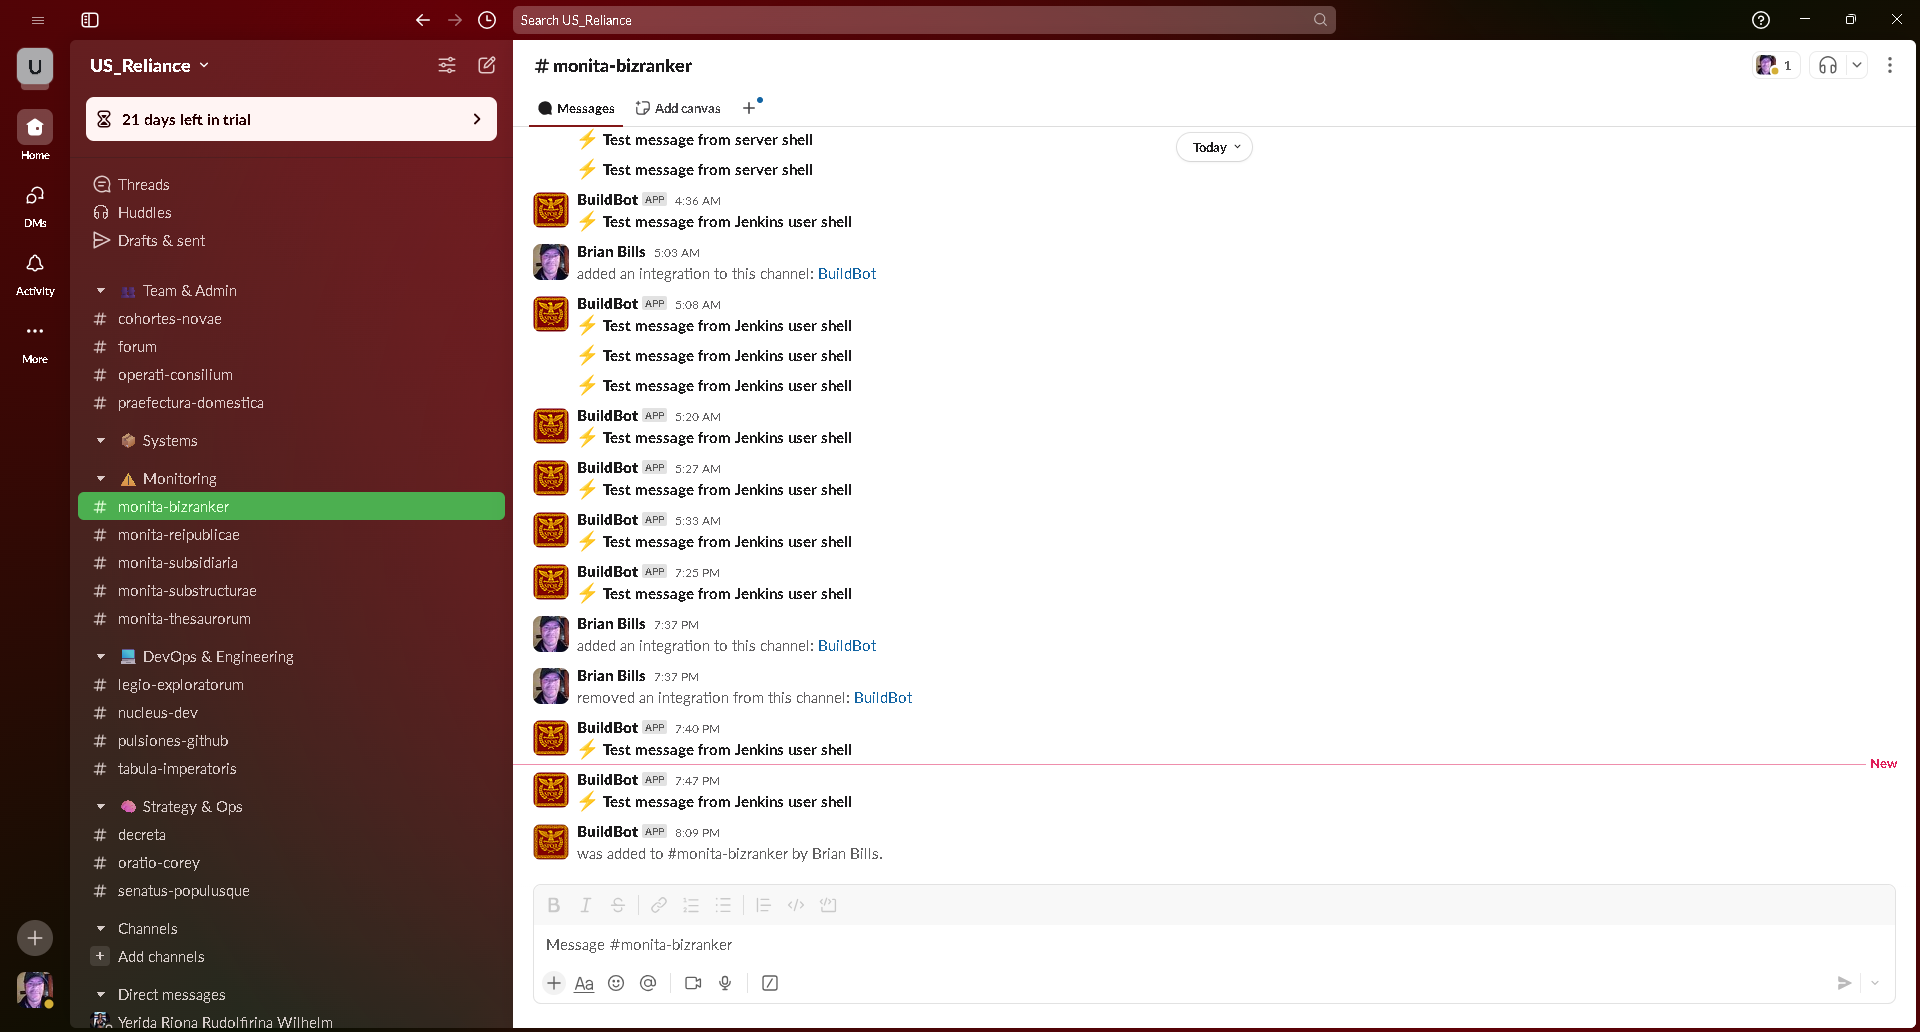 Search US_Reliance
U
US_Reliance
21 days left in trial
Home
DMs
Activity
More
Threads
Huddles
Drafts & sent
Team & Admin
# cohortes-novae
# forum
# operati-consilium
# praefectura-domestica
Systems
Monitoring
# monita-bizranker
# monita-reipublicae
# monita-subsidiaria
# monita-substructurae
# monita-thesaurorum
DevOps & Engineering
# legio-exploratorum
# nucleus-dev
# pulsiones-github
# tabula-imperatoris
Strategy & Ops
# decreta
# oratio-corey
# senatus-populusque
Channels
+ Add channels
Direct messages
Yerida Riona Rudolfirina Wilhelm
# monita-bizranker
1
Messages
Add canvas
Today
⚡ Test message from server shell
⚡ Test message from server shell
BuildBot APP 4:36 AM
⚡ Test message from Jenkins user shell
Brian Bills 5:03 AM
added an integration to this channel: BuildBot
BuildBot APP 5:08 AM
⚡ Test message from Jenkins user shell
⚡ Test message from Jenkins user shell
⚡ Test message from Jenkins user shell
BuildBot APP 5:20 AM
⚡ Test message from Jenkins user shell
BuildBot APP 5:27 AM
⚡ Test message from Jenkins user shell
BuildBot APP 5:33 AM
⚡ Test message from Jenkins user shell
BuildBot APP 7:25 PM
⚡ Test message from Jenkins user shell
Brian Bills 7:37 PM
added an integration to this channel: BuildBot
Brian Bills 7:37 PM
removed an integration from this channel: BuildBot
BuildBot APP 7:40 PM
⚡ Test message from Jenkins user shell
New
BuildBot APP 7:47 PM
⚡ Test message from Jenkins user shell
BuildBot APP 8:09 PM
was added to #monita-bizranker by Brian Bills.
B I S
Message #monita-bizranker
Aa